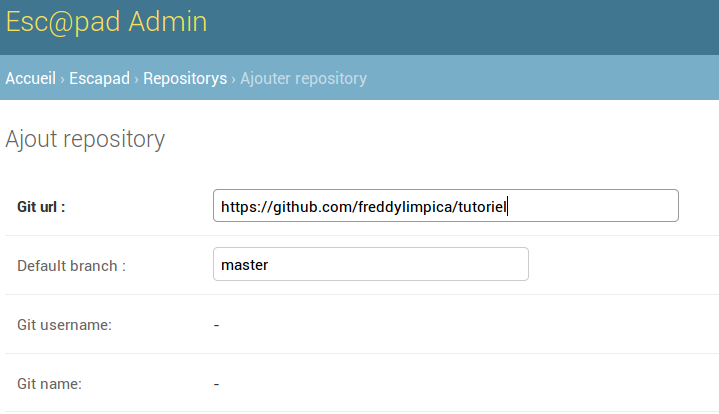 Esc@pad Admin
Accueil › Escapad › Repositorys › Ajouter repository
Ajout repository
Git url : https://github.com/freddylimpica/tutoriel
Default branch : master
Git username: -
Git name: -